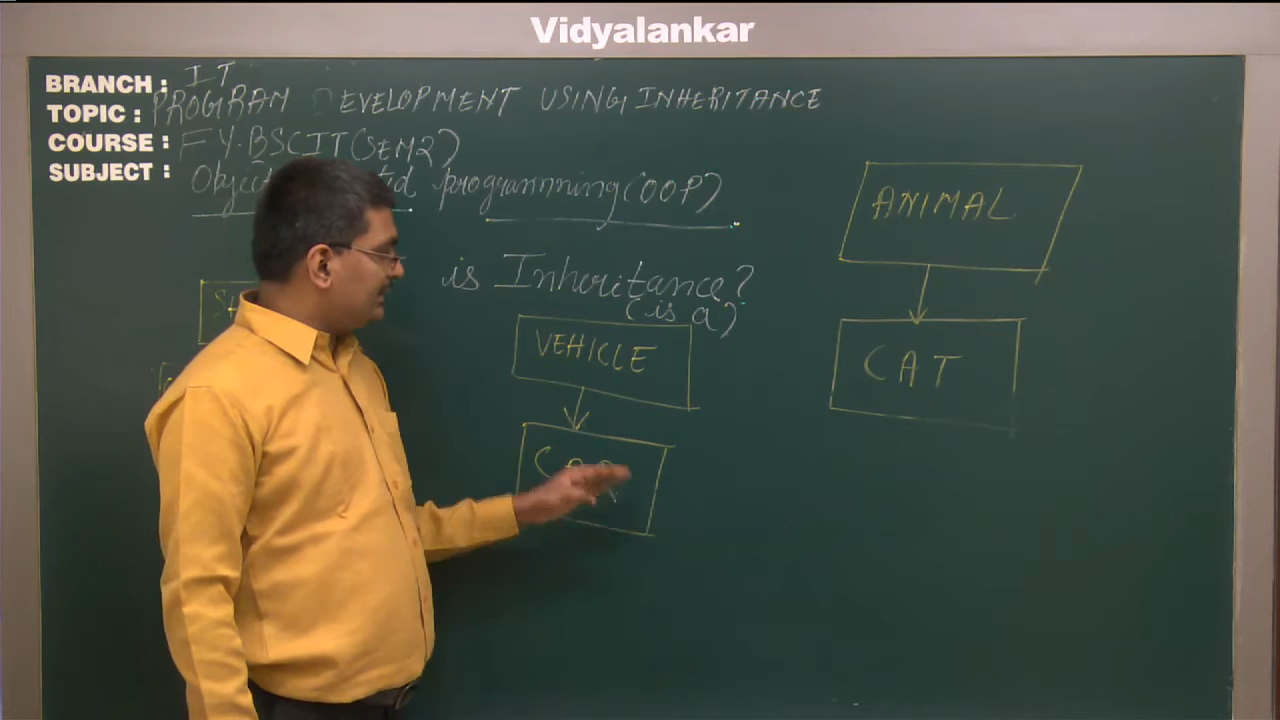 Vidyalankar
BRANCH : IT
TOPIC : PROGRAM DEVELOPMENT USING INHERITANCE
COURSE : FY.BSCIT(SEM2)
SUBJECT : programnning(OOP)
is Inheritance?
(is a)
VEHICLE
ANIMAL
CAT